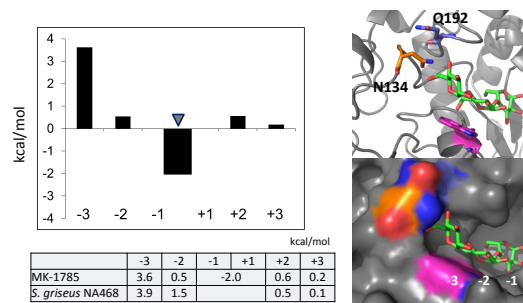 4
3
2
1
0
-1
-2
-3
-4
kcal/mol
-3 -2 -1 +1 +2 +3
kcal/mol
-3 -2 -1 +1 +2 +3
MK-1785 3.6 0.5 -2.0 0.6 0.2
S. griseus NA468 3.9 1.5 0.5 0.1
Q192
N134
-3 -2 -1